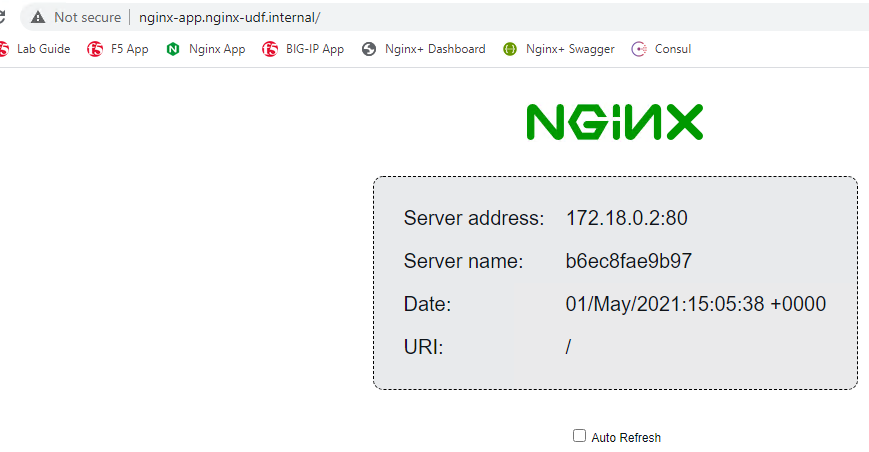 Not secure | nginx-app.nginx-udf.internal/
Lab Guide F5 App Nginx App BIG-IP App Nginx+ Dashboard Nginx+ Swagger Consul
NGINX
Server address: 172.18.0.2:80
Server name: b6ec8fae9b97
Date: 01/May/2021:15:05:38 +0000
URI: /
Auto Refresh